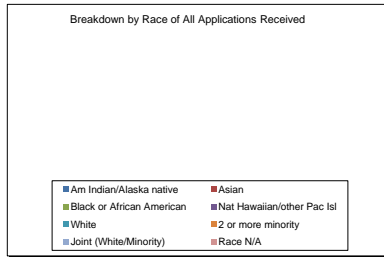 Breakdown by Race of All Applications Received
Am Indian/Alaska native Asian
Black or African American Nat Hawaiian/other Pac Isl
White 2 or more minority
Joint (White/Minority) Race N/A